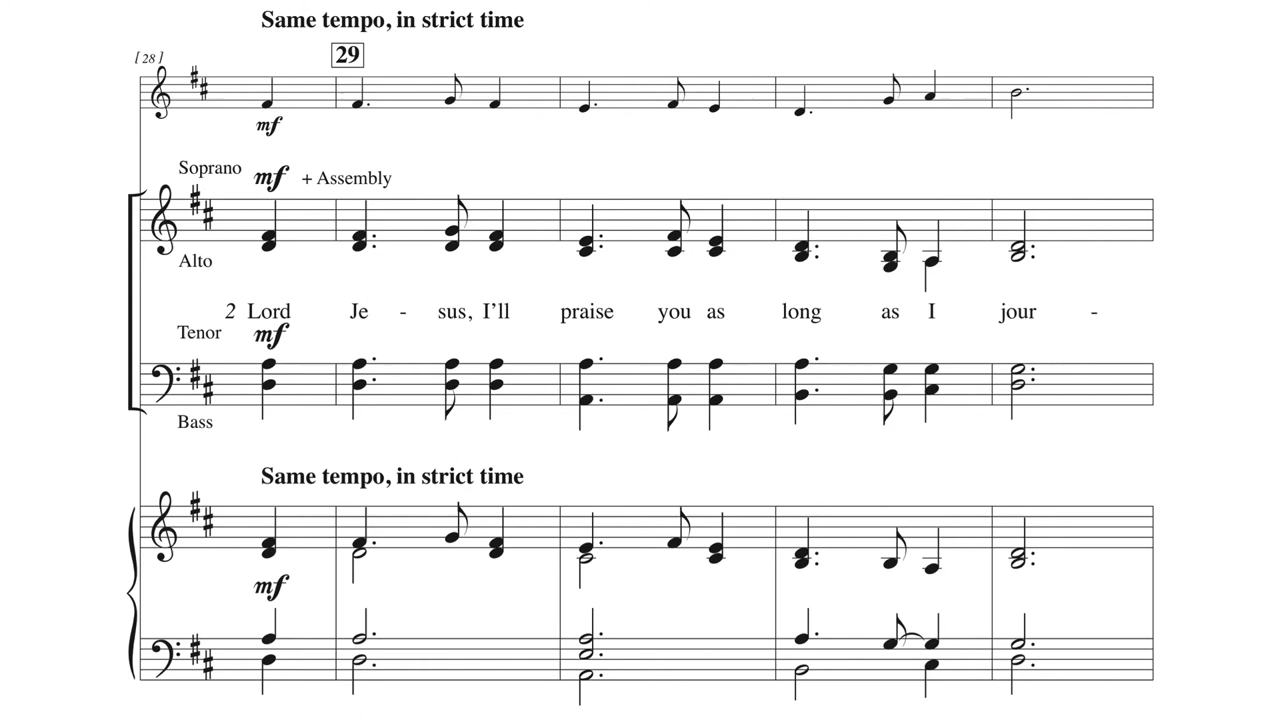 Same tempo, in strict time
[28]
29
mf
Soprano mf + Assembly
Alto
2 Lord Je - sus, I’ll praise you as long as I jour -
Tenor mf
Bass
Same tempo, in strict time
mf